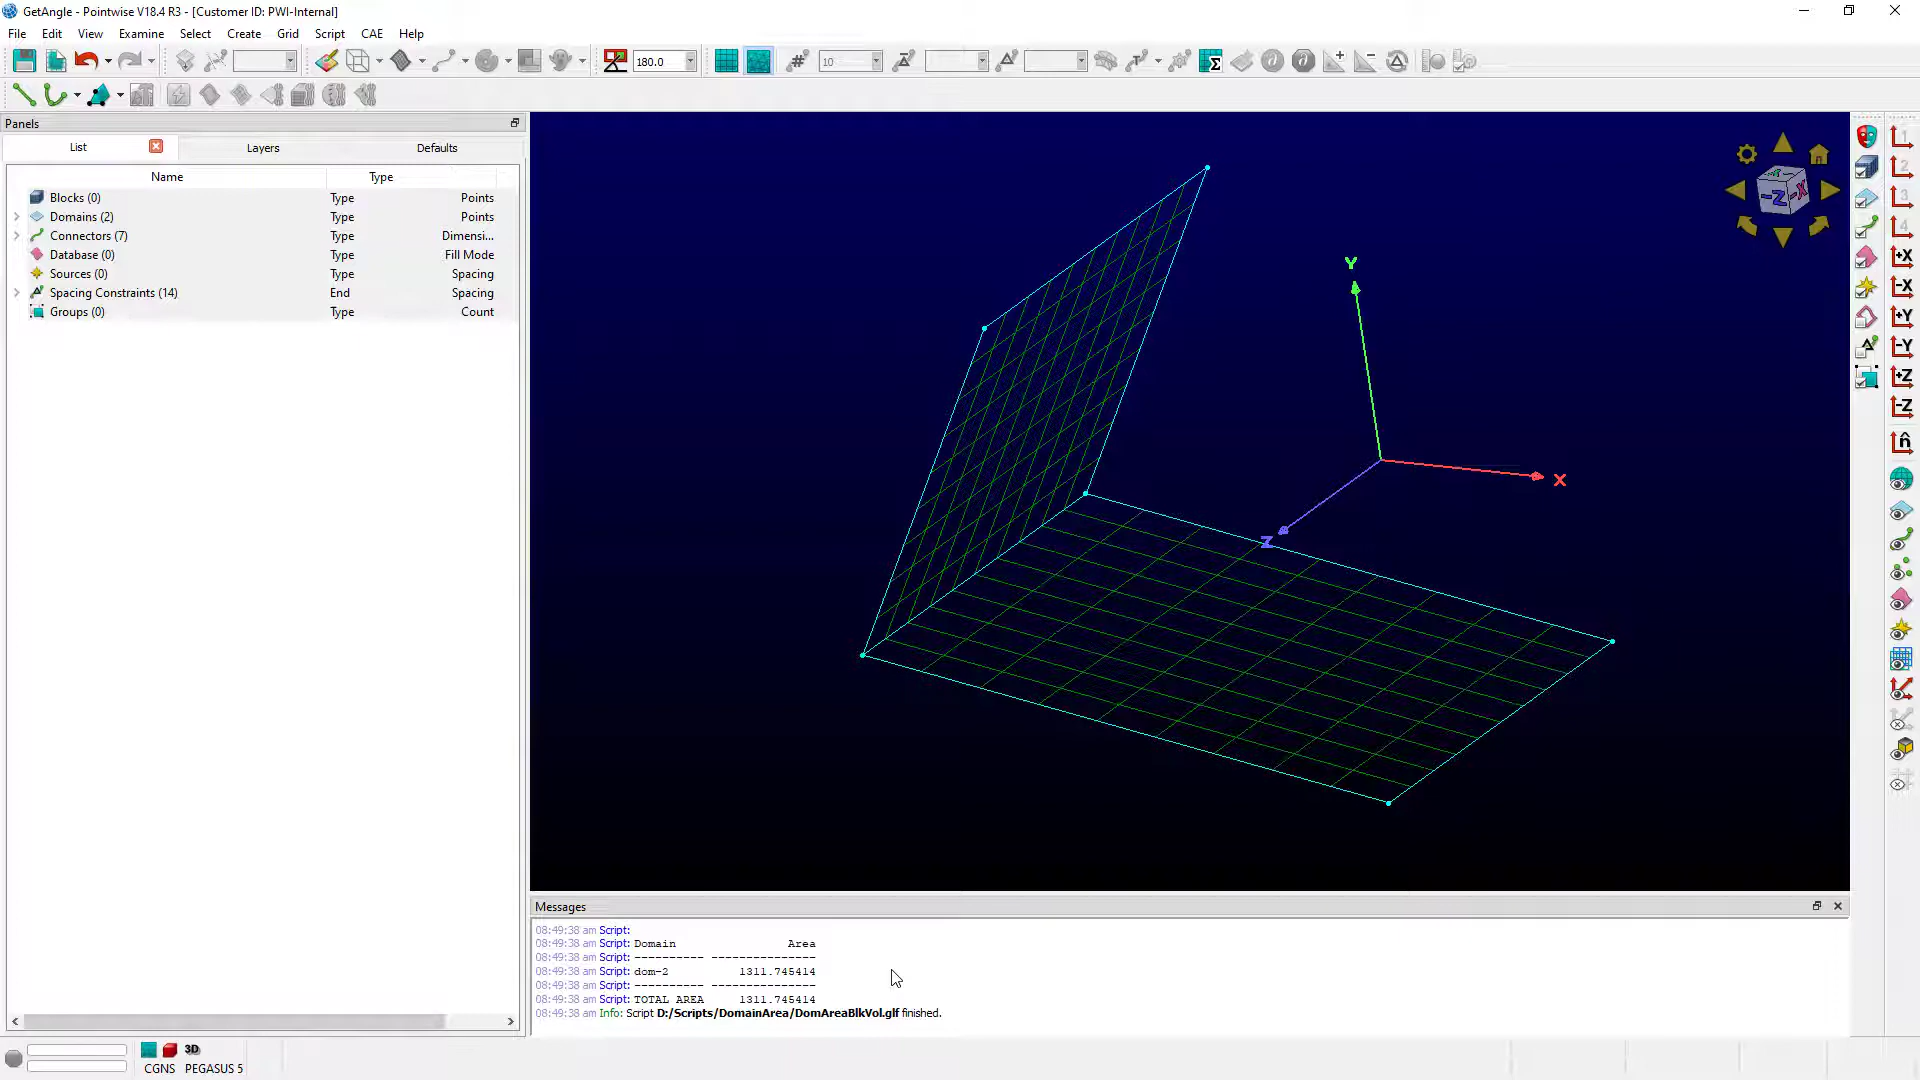 GetAngle - Pointwise V18.4 R3 - [Customer ID: PWI-Internal]
File Edit View Examine Select Create Grid Script CAE Help
180.0 10
Panels
List Layers Defaults
Name Type
Blocks (0) Type Points
Domains (2) Type Points
Connectors (7) Type Dimensi...
Database (0) Type Fill Mode
Sources (0) Type Spacing
Spacing Constraints (14) End Spacing
Groups (0) Type Count
Y
X
Z
-Z -X
1
2
3
4
+X
-X
+Y
-Y
+Z
-Z
n̂
Messages
08:49:38 am Script:
08:49:38 am Script: Domain Area
08:49:38 am Script: ---------- ---------------
08:49:38 am Script: dom-2 1311.745414
08:49:38 am Script: ---------- ---------------
08:49:38 am Script: TOTAL AREA 1311.745414
08:49:38 am Info: Script D:/Scripts/DomainArea/DomAreaBlkVol.glf finished.
3D
CGNS PEGASUS 5